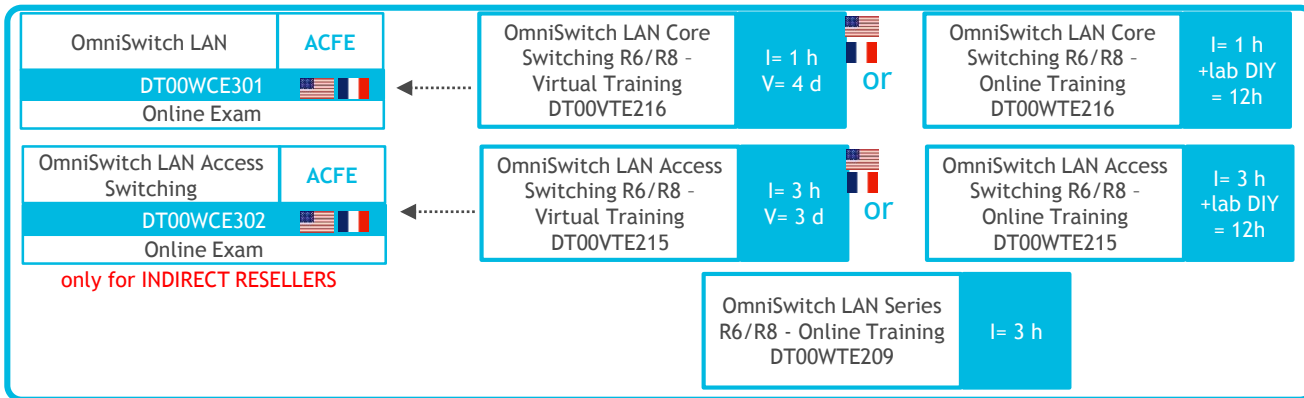 OmniSwitch LAN
ACFE
DT00WCE301
Online Exam
OmniSwitch LAN Core
Switching R6/R8 –
Virtual Training
DT00VTE216
I= 1 h
V= 4 d
or
OmniSwitch LAN Core
Switching R6/R8 –
Online Training
DT00WTE216
I= 1 h
+lab DIY
= 12h
OmniSwitch LAN Access
Switching
ACFE
DT00WCE302
Online Exam
only for INDIRECT RESELLERS
OmniSwitch LAN Access
Switching R6/R8 –
Virtual Training
DT00VTE215
I= 3 h
V= 3 d
or
OmniSwitch LAN Access
Switching R6/R8 –
Online Training
DT00WTE215
I= 3 h
+lab DIY
= 12h
OmniSwitch LAN Series
R6/R8 - Online Training
DT00WTE209
I= 3 h